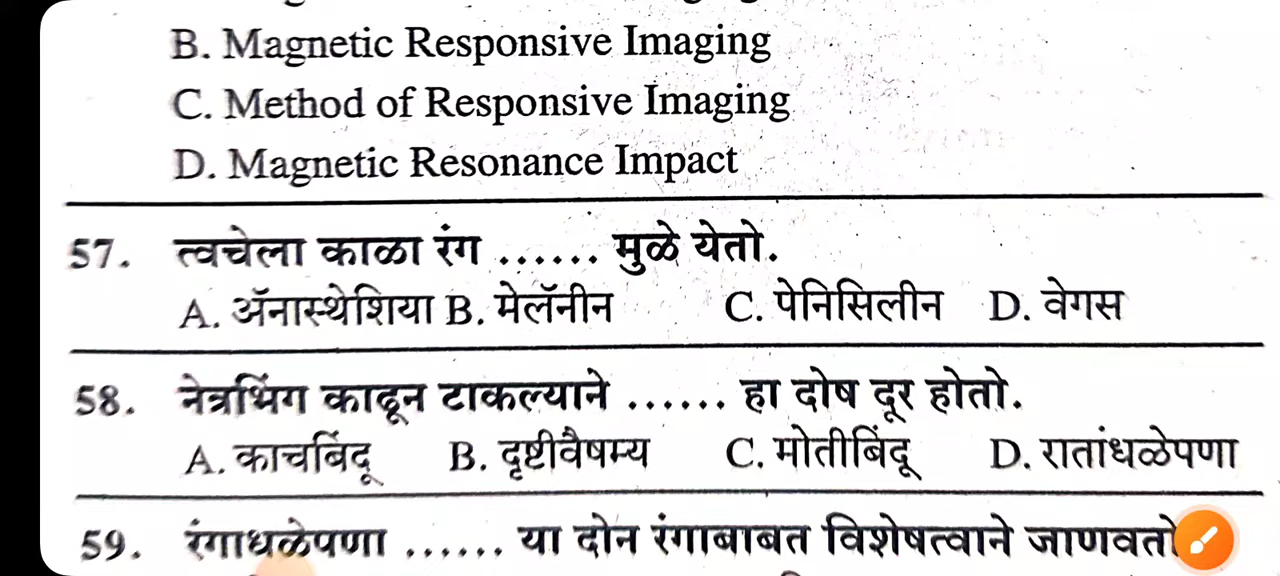 B. Magnetic Responsive Imaging
C. Method of Responsive Imaging
D. Magnetic Resonance Impact
57. त्वचेला काळा रंग ...... मुळे येतो.
A. ॲनास्थेशिया B. मेलॅनीन C. पेनिसिलीन D. वेगस
58. नेत्रभिंग काढून टाकल्याने ...... हा दोष दूर होतो.
A. काचबिंदू B. दृष्टीवैषम्य C. मोतीबिंदू D. रातांधळेपणा
59. रंगाधळेपणा ...... या दोन रंगाबाबत विशेषत्वाने जाणवतो